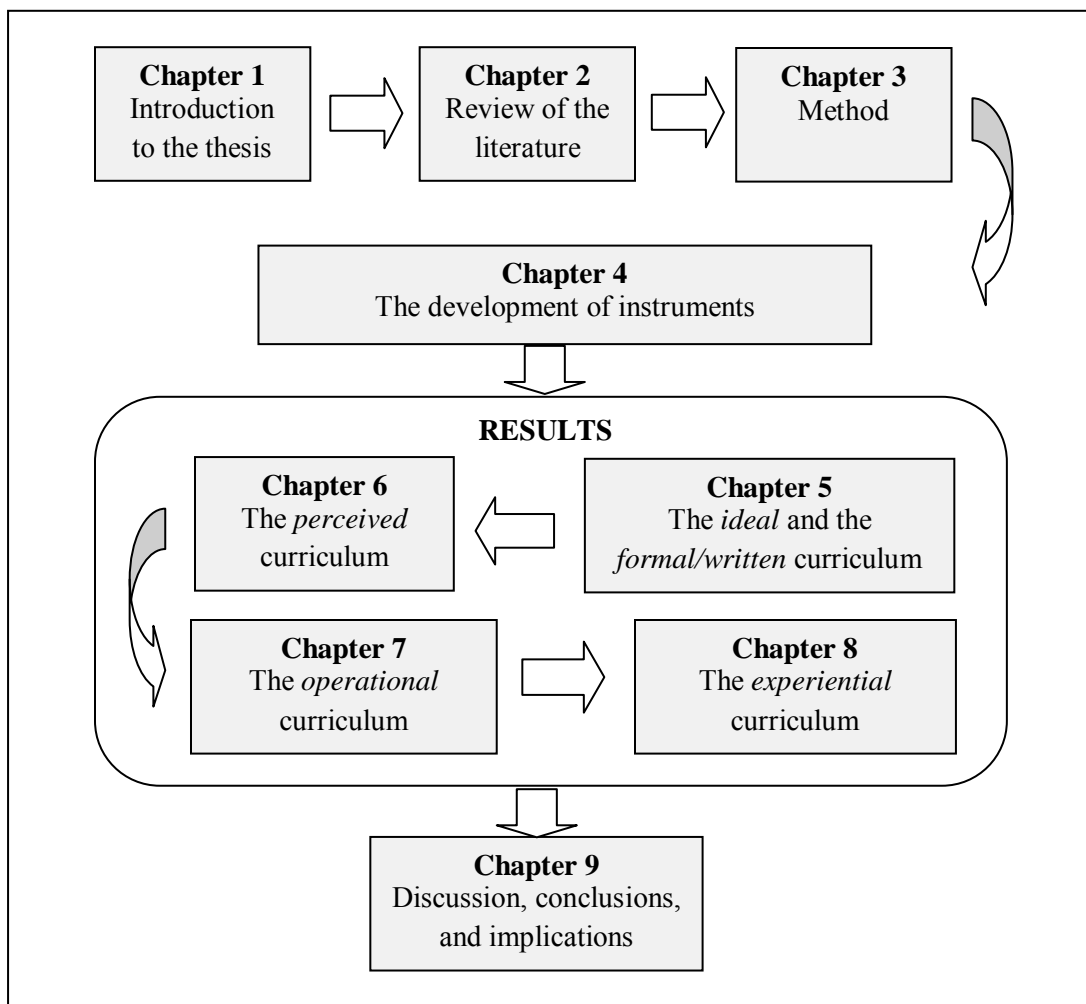 Chapter 1
Introduction
to the thesis
Chapter 2
Review of the
literature
Chapter 3
Method
Chapter 4
The development of instruments
RESULTS
Chapter 6
The perceived
curriculum
Chapter 5
The ideal and the
formal/written curriculum
Chapter 7
The operational
curriculum
Chapter 8
The experiential
curriculum
Chapter 9
Discussion, conclusions,
and implications